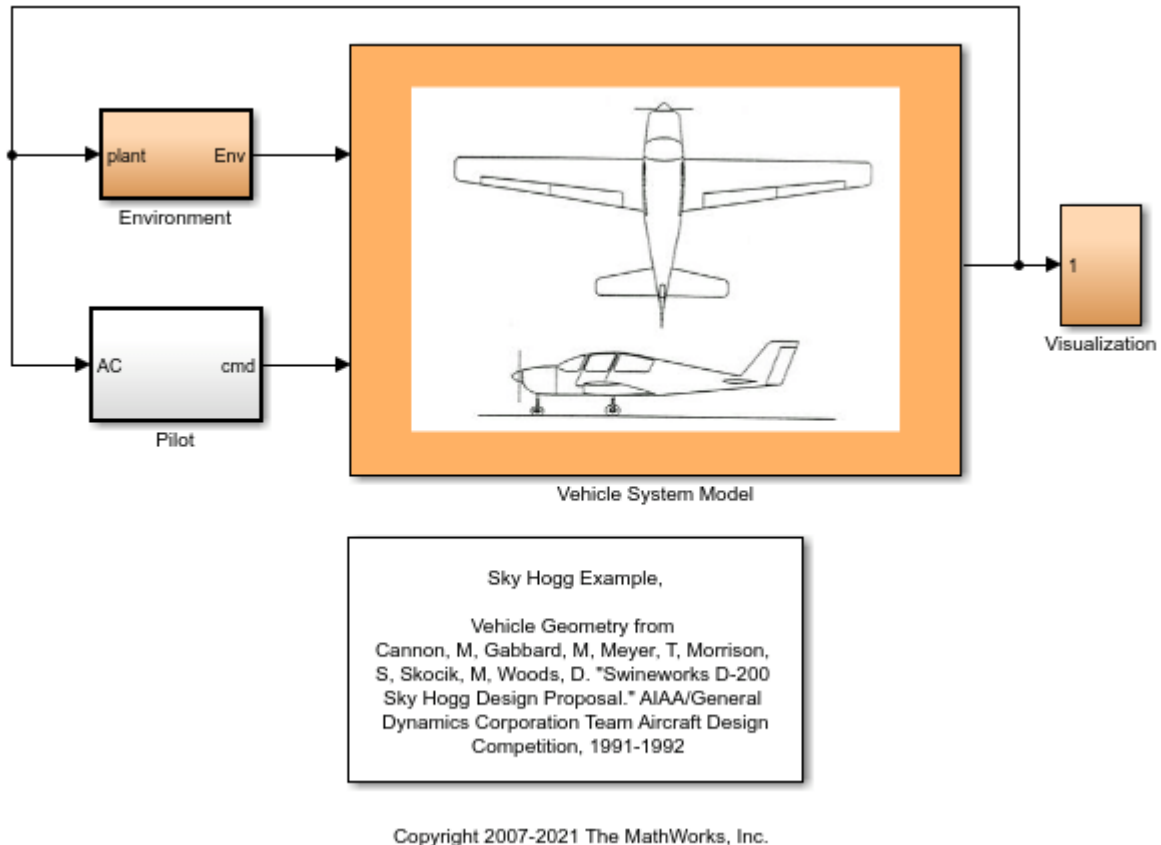 plant Env
Environment
AC cmd
Pilot
1
Visualization
Vehicle System Model
Sky Hogg Example,
Vehicle Geometry from
Cannon, M, Gabbard, M, Meyer, T, Morrison,
S, Skocik, M, Woods, D. "Swineworks D-200
Sky Hogg Design Proposal." AIAA/General
Dynamics Corporation Team Aircraft Design
Competition, 1991-1992
Copyright 2007-2021 The MathWorks, Inc.